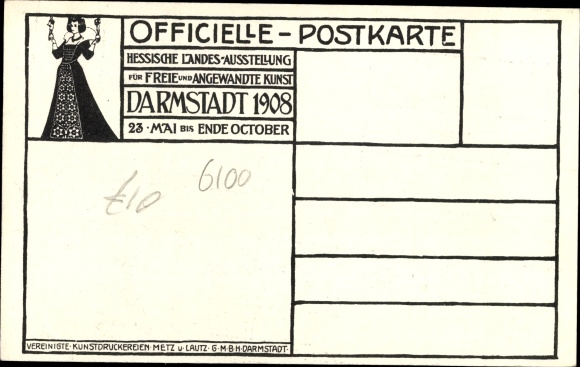 OFFICIELLE - POSTKARTE
HESSISCHE LANDES-AUSSTELLUNG
FÜR FREIE UND ANGEWANDTE KUNST
DARMSTADT 1908
23 · MAI BIS ENDE OCTOBER
6100
£10
VEREINIGTE · KUNSTDRUCKEREIEN · METZ U. LAUTZ · G · M · B · H · DARMSTADT ·